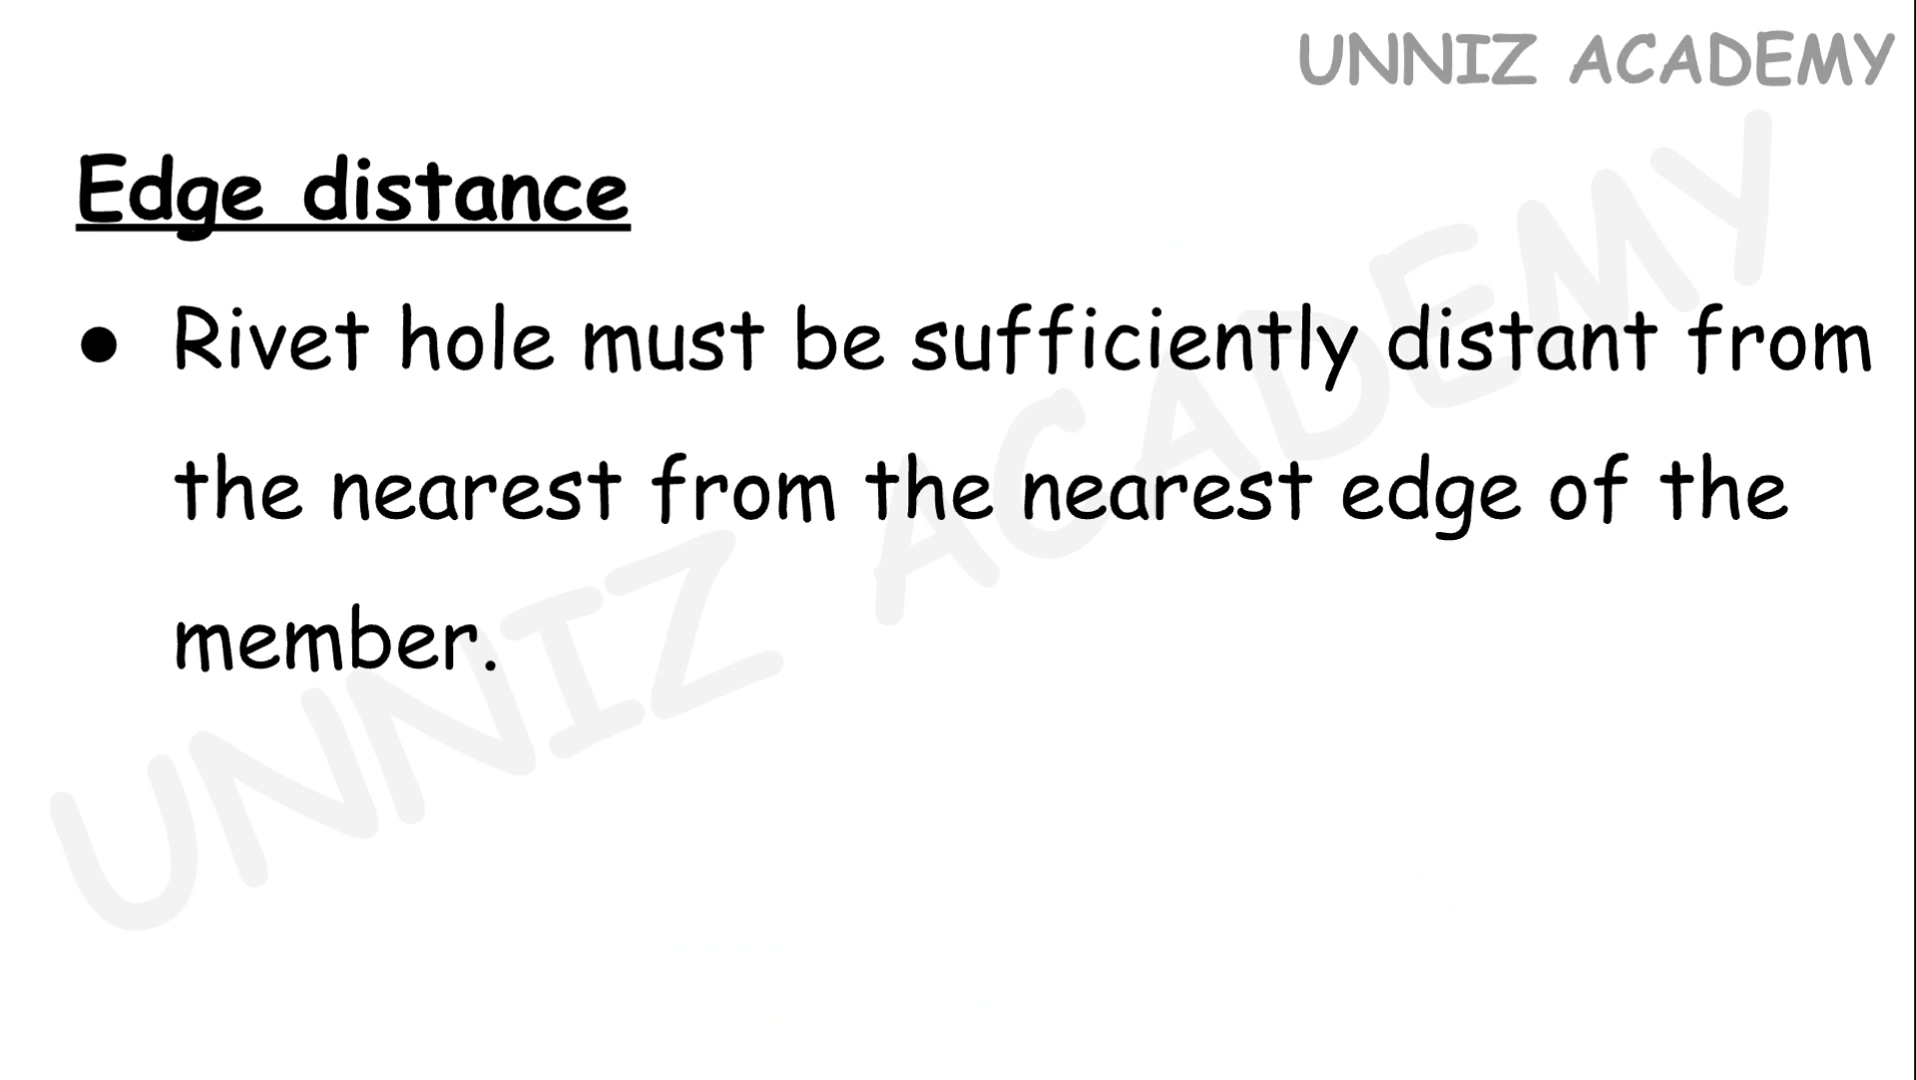 UNNIZ ACADEMY
Edge distance
● Rivet hole must be sufficiently distant from
the nearest from the nearest edge of the
member.
UNNIZ ACADEMY